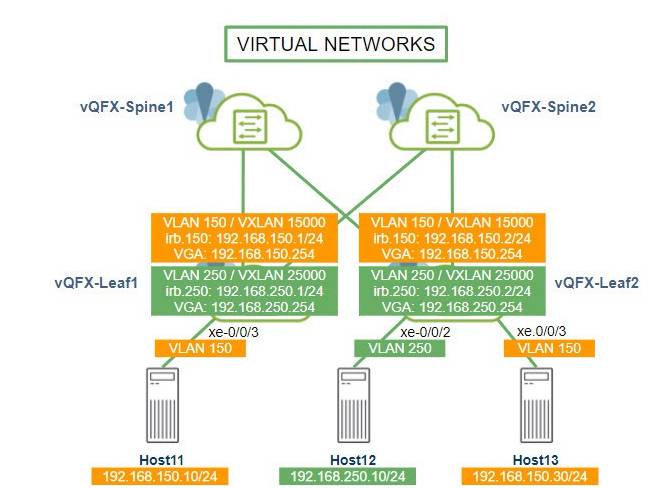 VIRTUAL NETWORKS
vQFX-Spine1
vQFX-Spine2
VLAN 150 / VXLAN 15000
irb.150: 192.168.150.1/24
VGA: 192.168.150.254
VLAN 150 / VXLAN 15000
irb.150: 192.168.150.2/24
VGA: 192.168.150.254
vQFX-Leaf1
VLAN 250 / VXLAN 25000
irb.250: 192.168.250.1/24
VGA: 192.168.250.254
VLAN 250 / VXLAN 25000
irb.250: 192.168.250.2/24
VGA: 192.168.250.254
vQFX-Leaf2
xe-0/0/3
xe-0/0/2
xe.0/0/3
VLAN 150
VLAN 250
VLAN 150
Host11
Host12
Host13
192.168.150.10/24
192.168.250.10/24
192.168.150.30/24